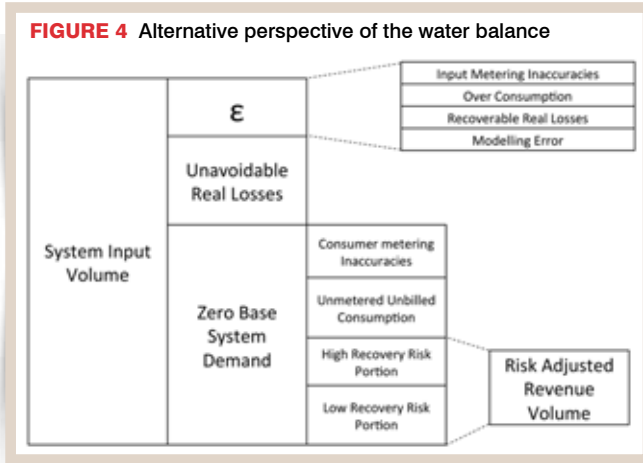 FIGURE 4 Alternative perspective of the water balance
Input Metering Inaccuracies
Over Consumption
Recoverable Real Losses
Modelling Error
ε
Unavoidable
Real Losses
System Input
Volume
Zero Base
System
Demand
Consumer metering
Inaccuracies
Unmetered Unbilled
Consumption
High Recovery Risk
Portion
Low Recovery Risk
Portion
Risk Adjusted
Revenue
Volume